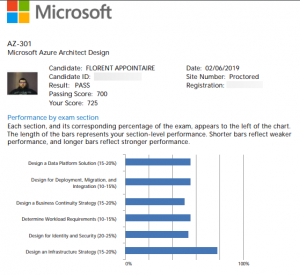 Microsoft
AZ-301
Microsoft Azure Architect Design
Candidate: FLORENT APPOINTAIRE
Date: 02/06/2019
Candidate ID:
Site Number: Proctored
Result: PASS
Registration:
Passing Score: 700
Your Score: 725
Performance by exam section
Each section, and its corresponding percentage of the exam, appears to the left of the chart.
The length of the bars represents your section-level performance. Shorter bars reflect weaker
performance, and longer bars reflect stronger performance.
Design a Data Platform Solution (15-20%)
Design for Deployment, Migration, and
Integration (10-15%)
Design a Business Continuity Strategy (15-20%)
Determine Workload Requirements (10-15%)
Design for Identity and Security (20-25%)
Design an Infrastructure Strategy (15-20%)
0%
100%